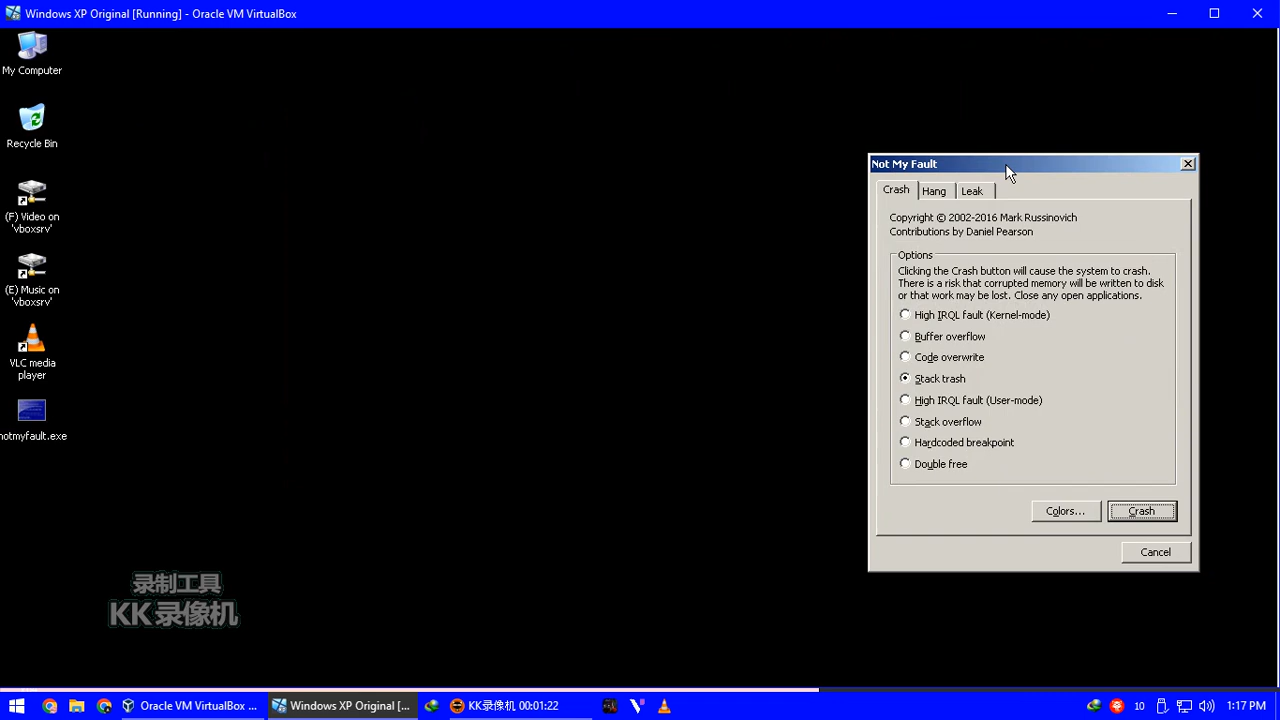 Windows XP Original [Running] - Oracle VM VirtualBox
My Computer
Recycle Bin
(F) Video on
'vboxsrv'
(E) Music on
'vboxsrv'
VLC media
player
notmyfault.exe
Not My Fault
Crash
Hang
Leak
Copyright © 2002-2016 Mark Russinovich
Contributions by Daniel Pearson
Options
Clicking the Crash button will cause the system to crash.
There is a risk that corrupted memory will be written to disk
or that work may be lost. Close any open applications.
High IRQL fault (Kernel-mode)
Buffer overflow
Code overwrite
Stack trash
High IRQL fault (User-mode)
Stack overflow
Hardcoded breakpoint
Double free
Colors...
Crash
Cancel
录制工具
KK 录像机
Oracle VM VirtualBox ...
Windows XP Original [...
KK录像机 00:01:22
10
1:17 PM